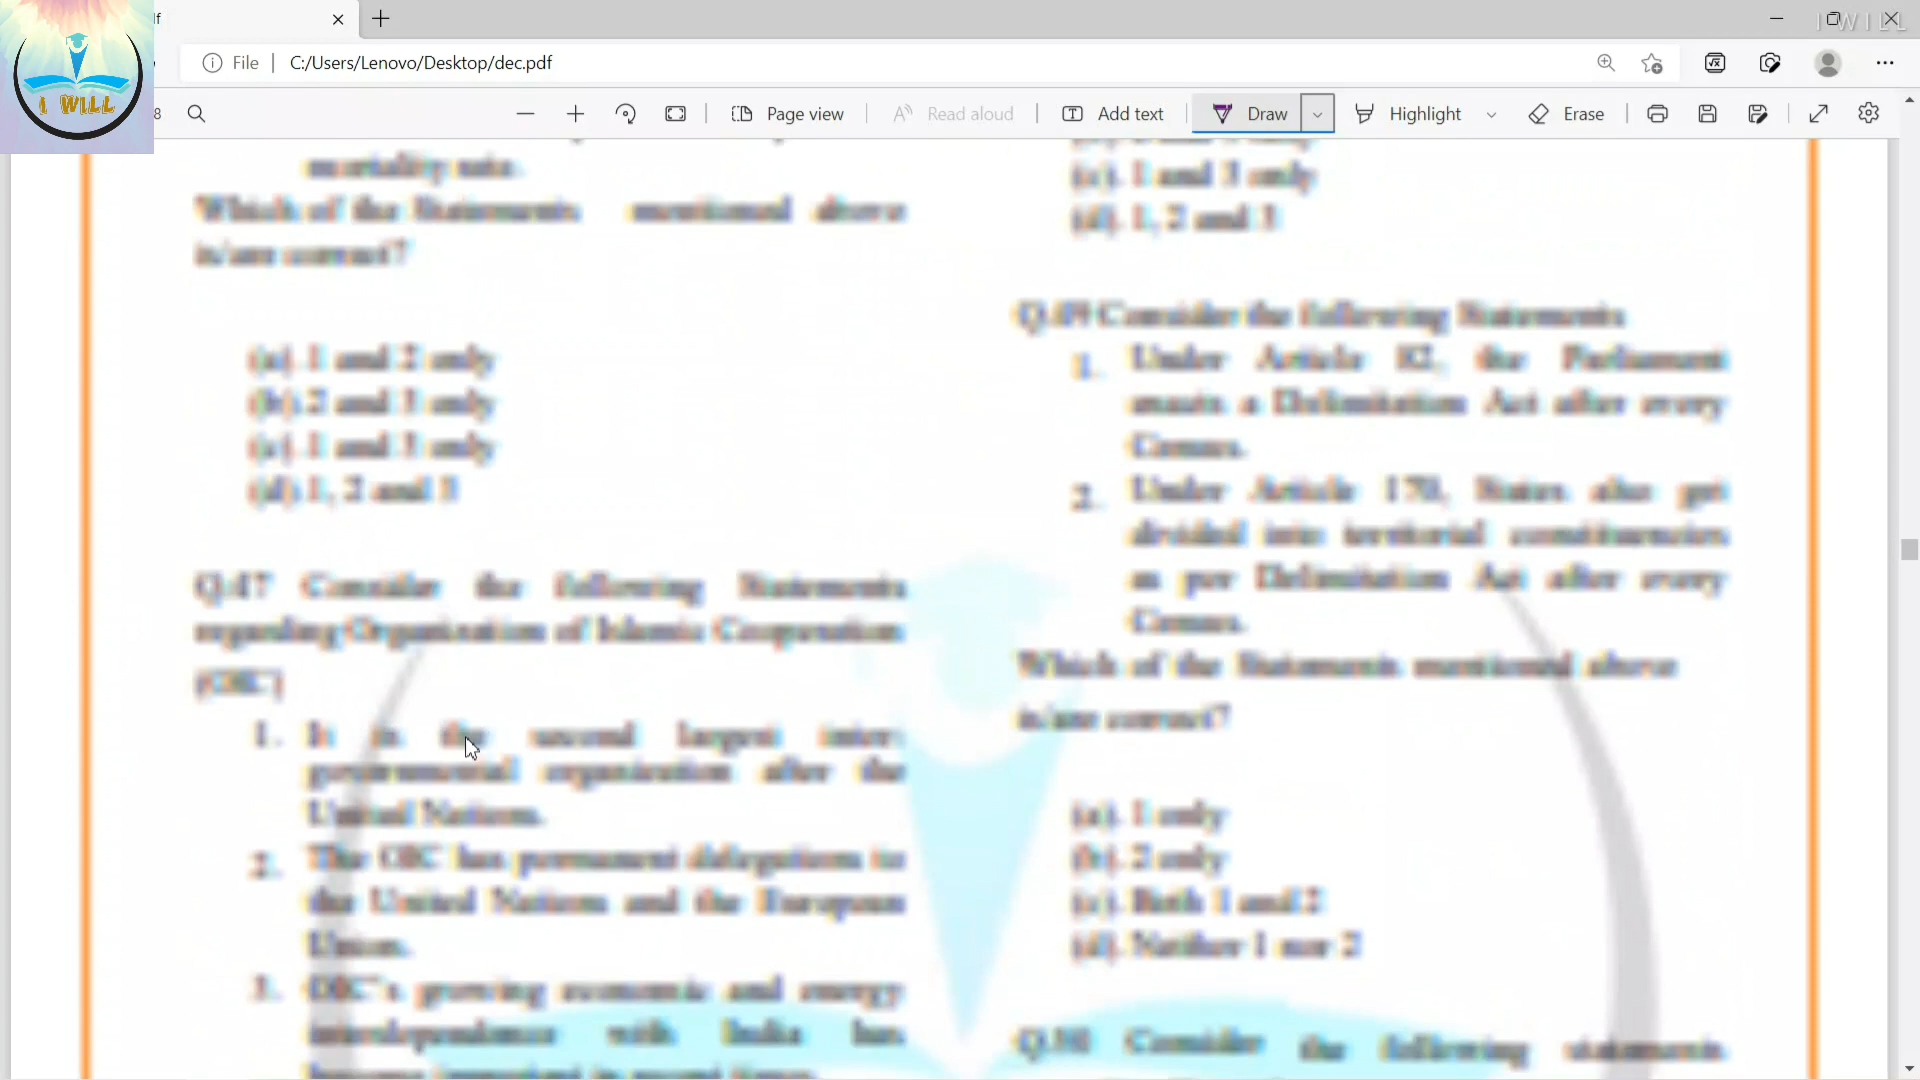 lf
I WILL
File
C:/Users/Lenovo/Desktop/dec.pdf
I WILL
8
Page view
Read aloud
Add text
Draw
Highlight
Erase
mortality rate.
Which of the Statements mentioned above
is/are correct?
(a). 1 and 2 only
(b). 2 and 3 only
(c). 1 and 3 only
(d). 1, 2 and 3
Q.47 Consider the following Statements
regarding Organization of Islamic Cooperation
(OIC)
1. It is the second largest inter-
governmental organization after the
United Nations.
2. The OIC has permanent delegations to
the United Nations and the European
Union.
3. OIC's growing economic and energy
interdependence with India has
become important in recent times.
(c). 1 and 3 only
(d). 1, 2 and 3
Q.49 Consider the following Statements
1. Under Article 82, the Parliament
enacts a Delimitation Act after every
Census.
2. Under Article 170, States also get
divided into territorial constituencies
as per Delimitation Act after every
Census.
Which of the Statements mentioned above
is/are correct?
(a). 1 only
(b). 2 only
(c). Both 1 and 2
(d). Neither 1 nor 2
Q.50 Consider the following statements